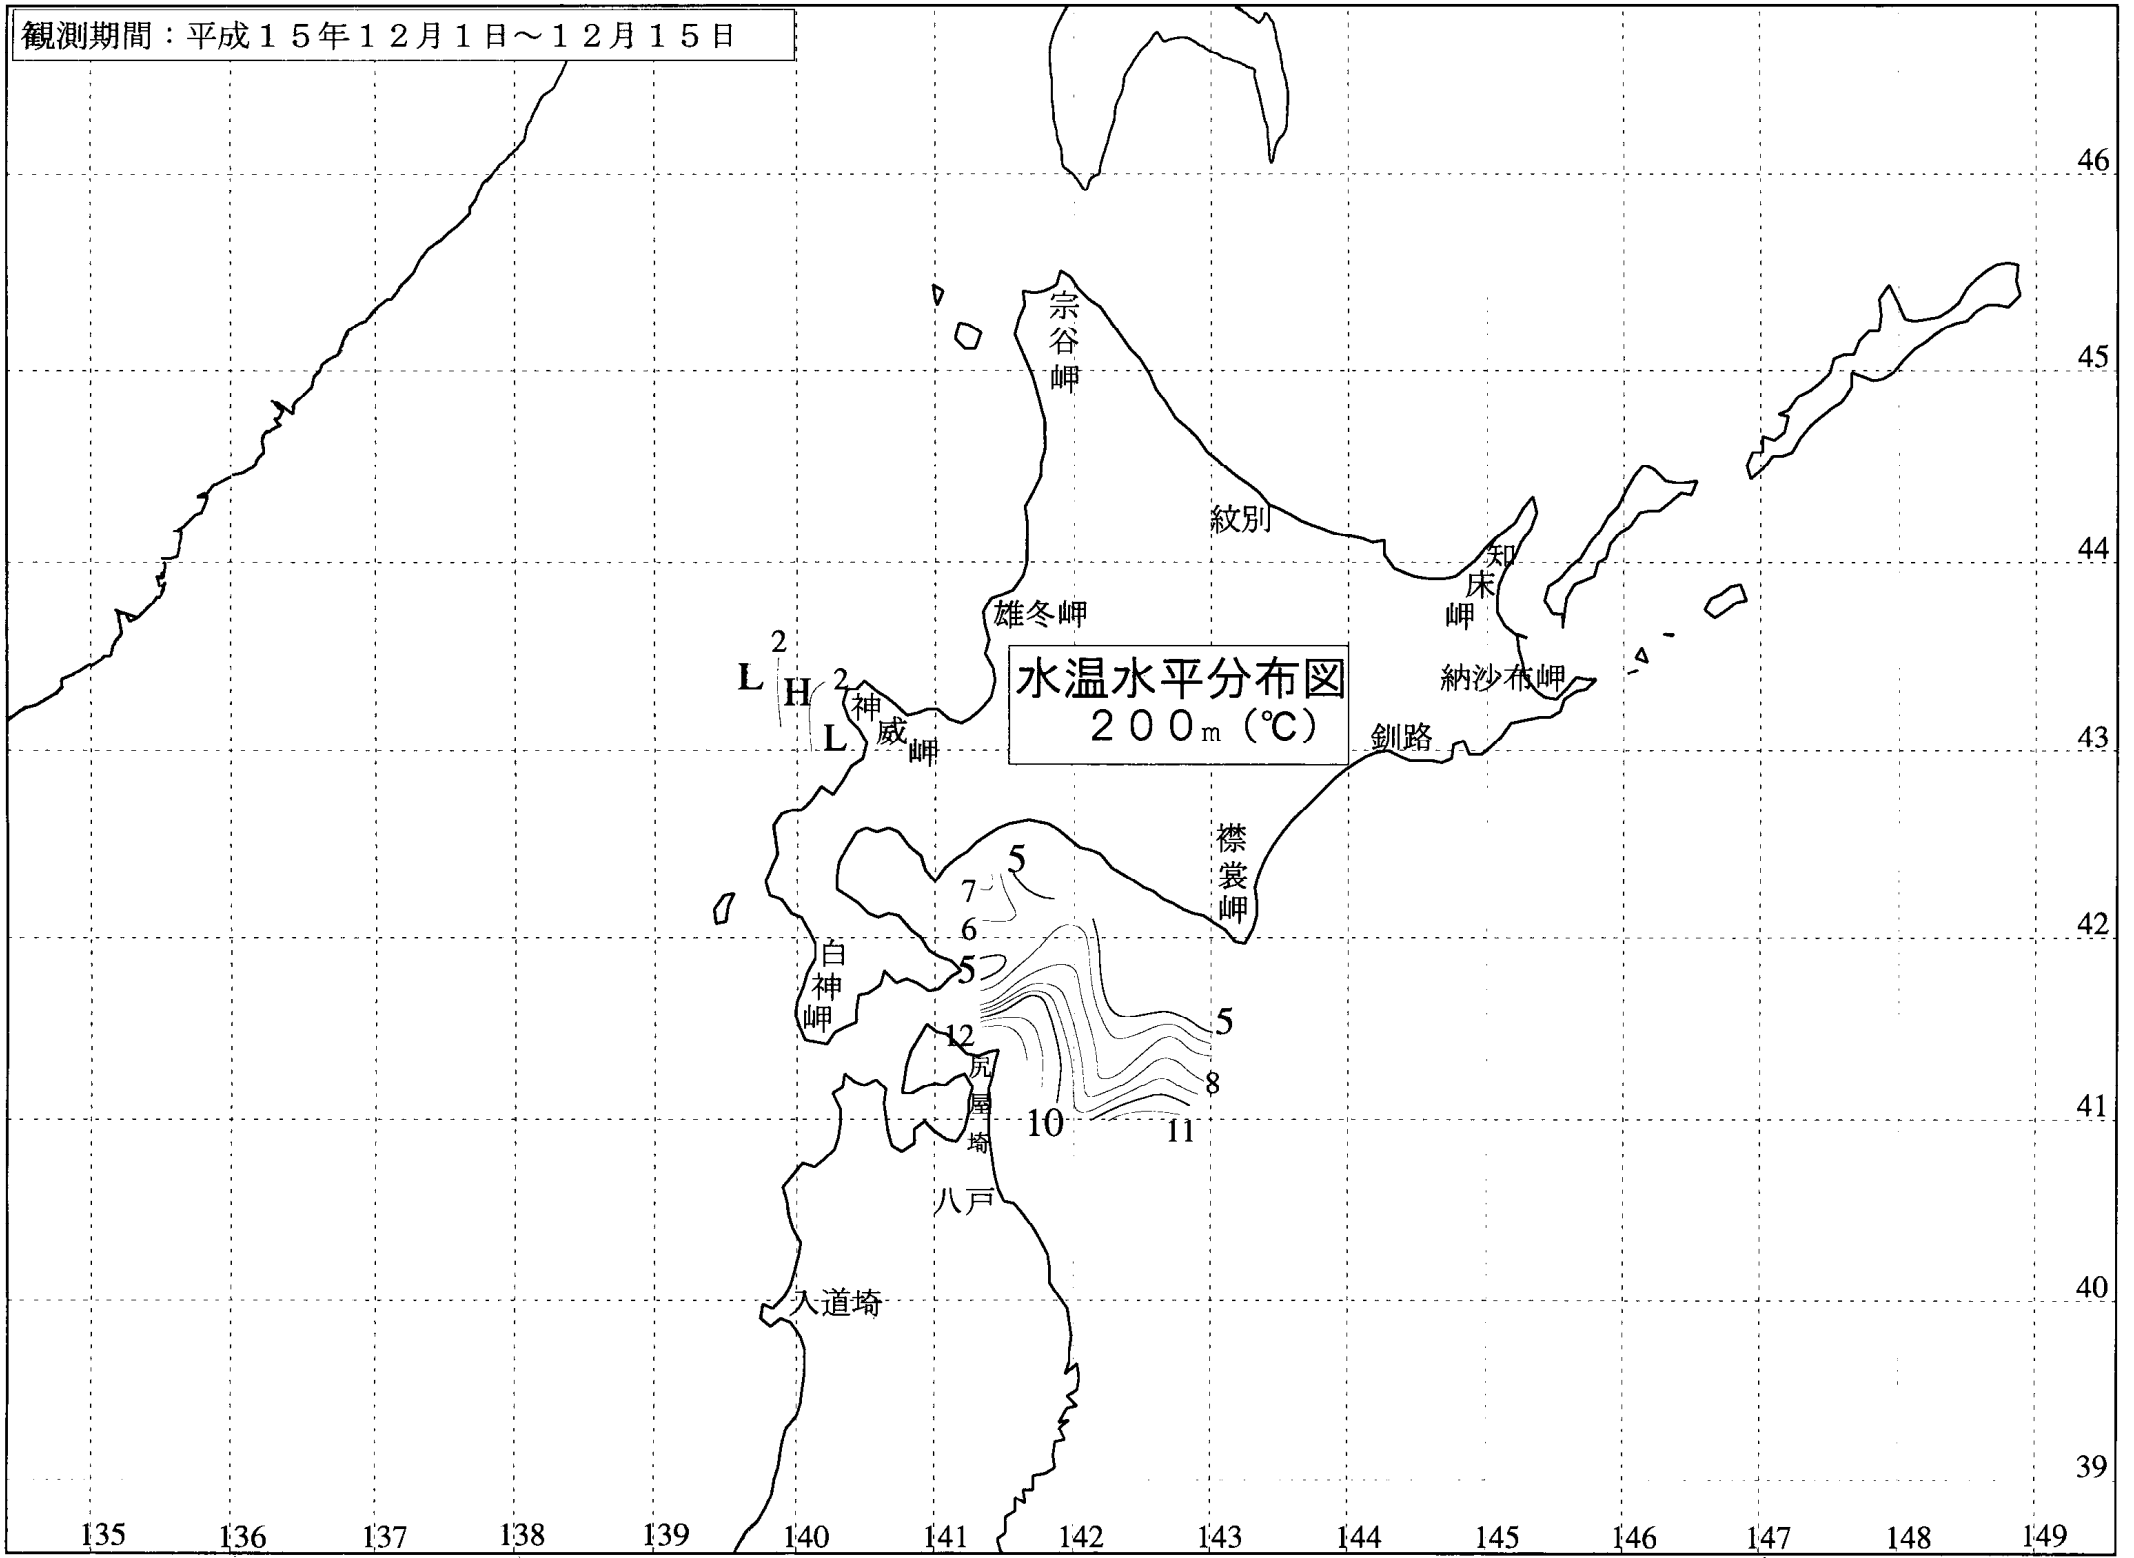 観測期間：平成１５年１２月１日～１２月１５日
46
宗谷岬
45
紋別
44
知床岬
雄冬岬
2
L
H
2
神威岬
L
水温水平分布図
２００ｍ（℃）
納沙布岬
釧路
43
襟裳岬
5
7
6
42
白神岬
5
5
12
尻屋埼
8
10
11
41
八戸
入道埼
40
39
135 136 137 138 139 140 141 142 143 144 145 146 147 148 149